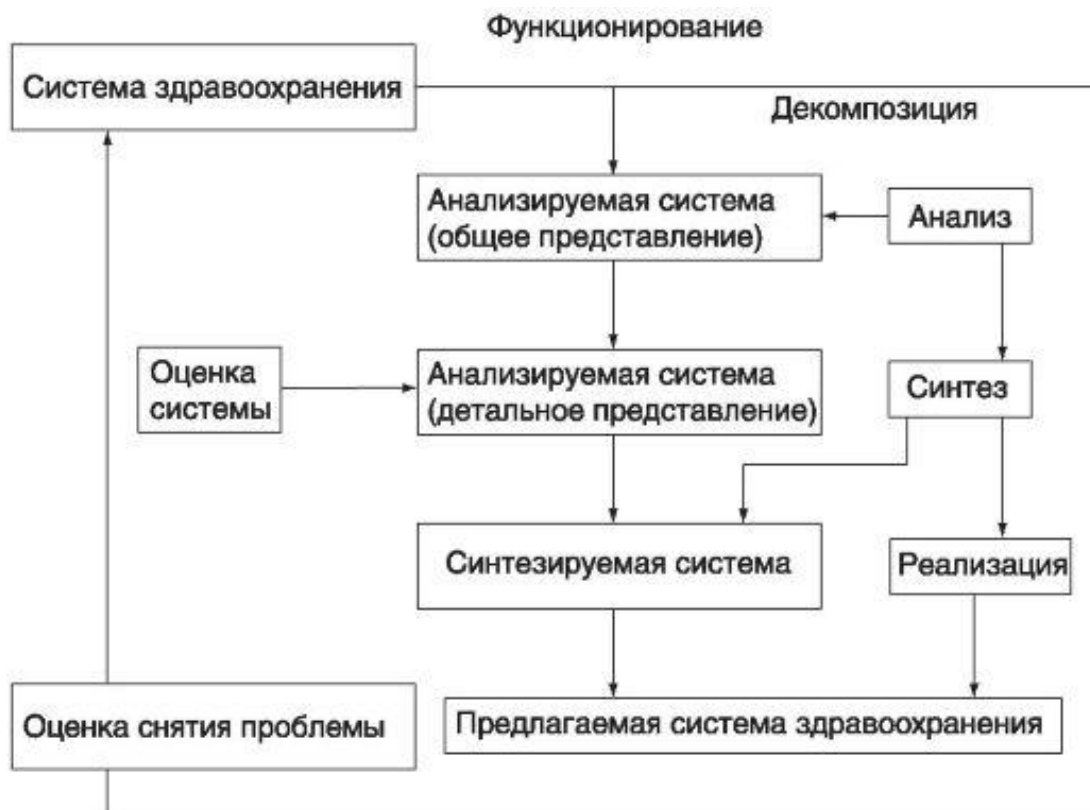 Функционирование
Система здравоохранения
Декомпозиция
Анализируемая система
(общее представление)
Анализ
Оценка
системы
Анализируемая система
(детальное представление)
Синтез
Синтезируемая система
Реализация
Оценка снятия проблемы
Предлагаемая система здравоохранения